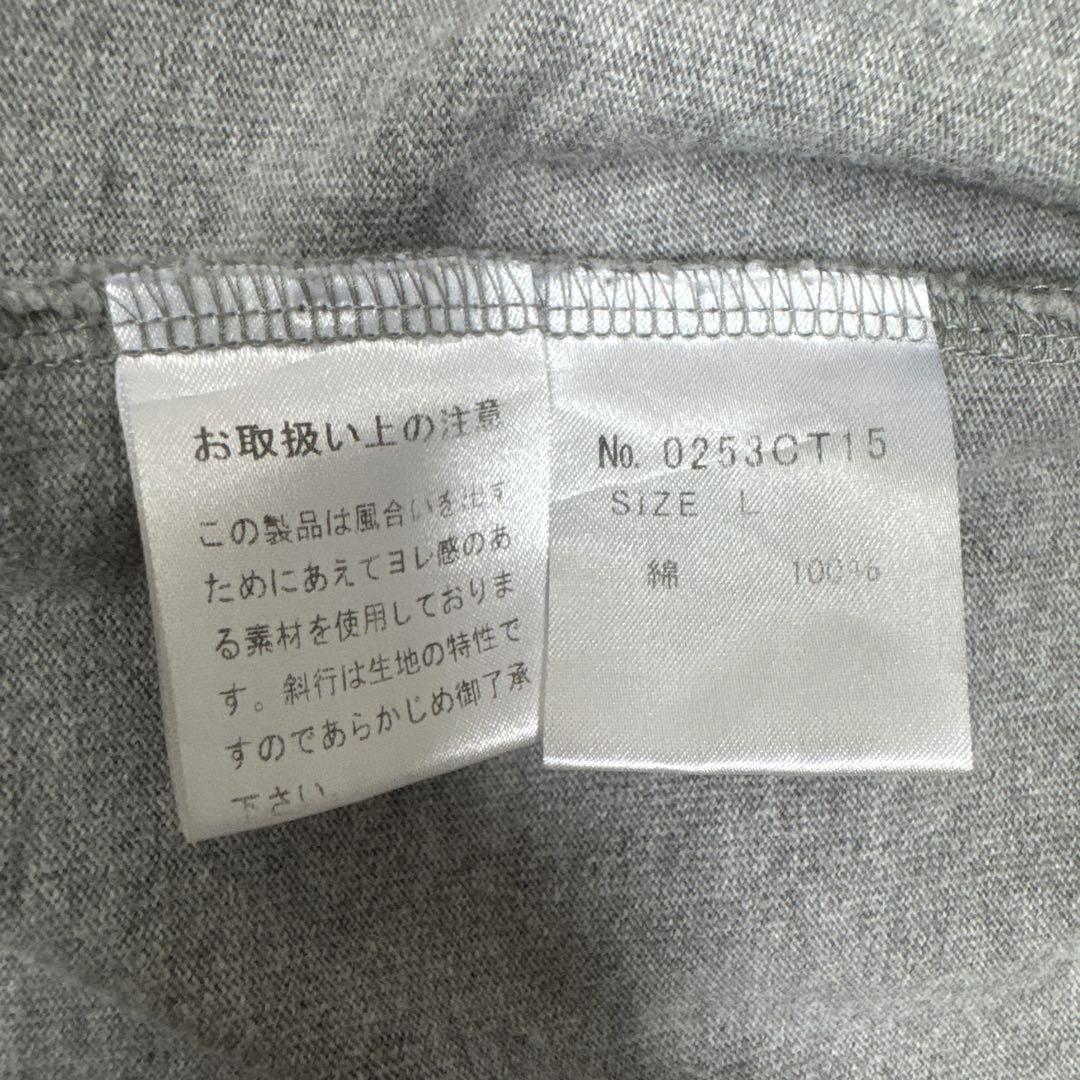 お取扱い上の注意
この製品は風合いを出す
ためにあえてヨレ感のあ
る素材を使用しておりま
す。斜行は生地の特性で
すのであらかじめ御了承
下さい。
No. 0253CT15
SIZE L
綿 100%